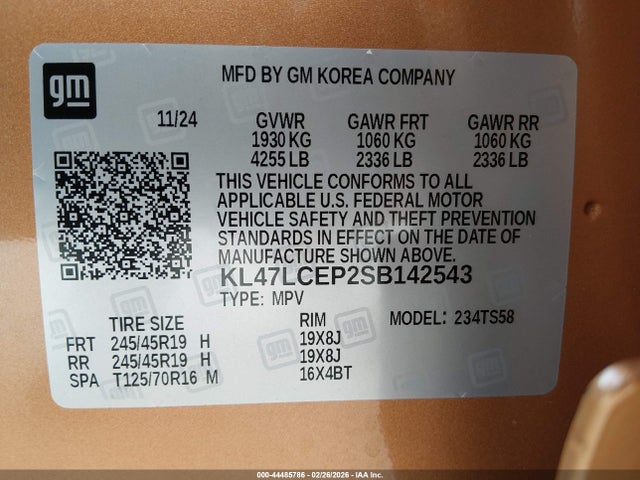 gm
MFD BY GM KOREA COMPANY
11/24 GVWR GAWR FRT GAWR RR
1930 KG 1060 KG 1060 KG
4255 LB 2336 LB 2336 LB
THIS VEHICLE CONFORMS TO ALL
APPLICABLE U.S. FEDERAL MOTOR
VEHICLE SAFETY AND THEFT PREVENTION
STANDARDS IN EFFECT ON THE DATE OF
MANUFACTURE SHOWN ABOVE.
KL47LCEP2SB142543
TYPE: MPV
TIRE SIZE RIM MODEL: 234TS58
FRT 245/45R19 H 19X8J
RR 245/45R19 H 19X8J
SPA T125/70R16 M 16X4BT
000-44485786 - 02/26/2026 - IAA Inc.